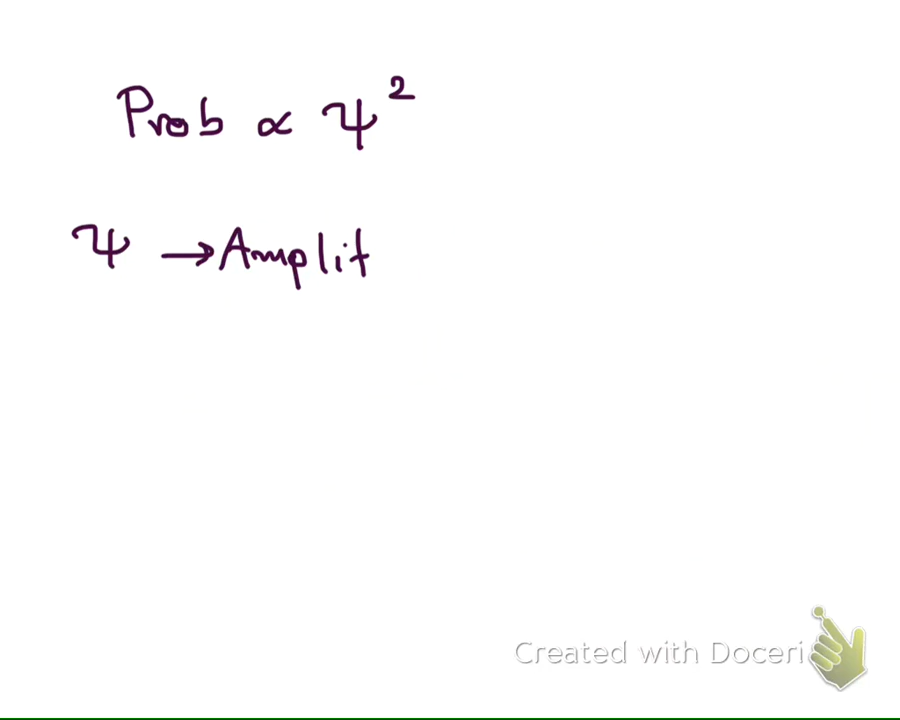 Prob ∝ ψ²
ψ → Amplit
Created with Doceri